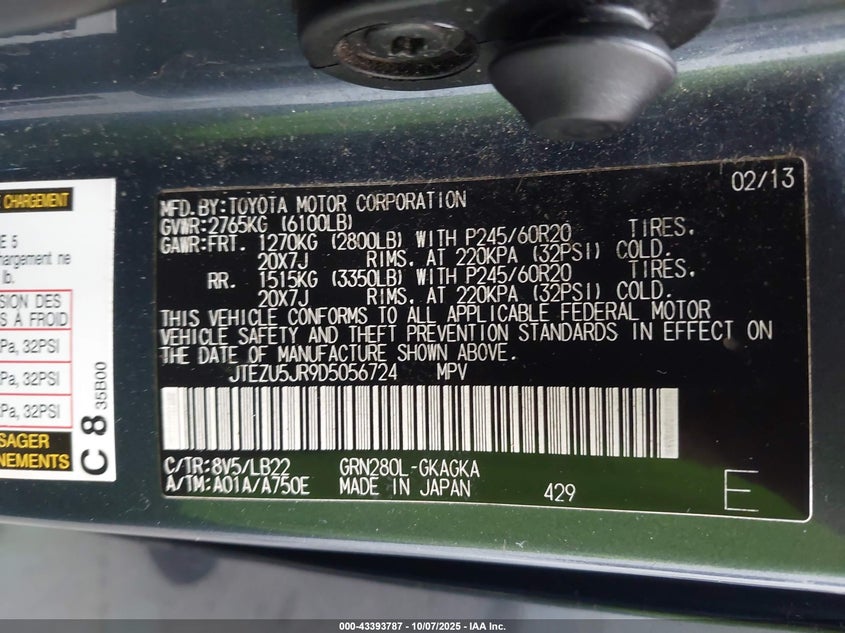 E CHARGEMENT
E 5
hargement ne
lb.
SION DES
S A FROID
Pa, 32PSI
Pa, 32PSI
Pa, 32PSI
SAGER
NEMENTS
C 8 35B00
02/13
MFD.BY:TOYOTA MOTOR CORPORATION
GVWR:2765KG (6100LB)
GAWR:FRT. 1270KG (2800LB) WITH P245/60R20 TIRES,
20X7J RIMS, AT 220KPA (32PSI) COLD.
RR. 1515KG (3350LB) WITH P245/60R20 TIRES,
20X7J RIMS, AT 220KPA (32PSI) COLD.
THIS VEHICLE CONFORMS TO ALL APPLICABLE FEDERAL MOTOR
VEHICLE SAFETY AND THEFT PREVENTION STANDARDS IN EFFECT ON
THE DATE OF MANUFACTURE SHOWN ABOVE.
JTEZU5JR9D5056724 MPV
C/TR:8V5/LB22 GRN280L-GKAGKA
A/TM:A01A/A750E MADE IN JAPAN 429 E
000-43393787 - 10/07/2025 - IAA Inc.